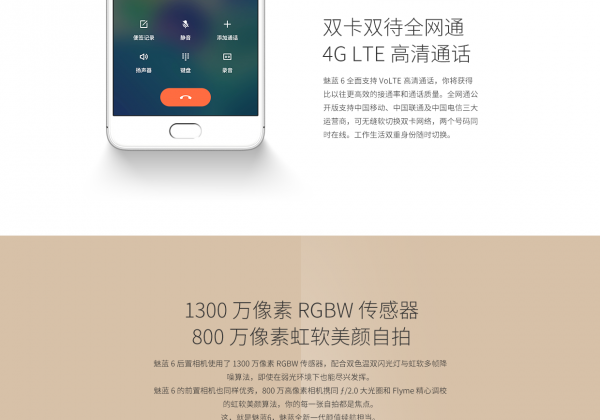 便签记录 静音 添加通话
扬声器 键盘 录音
双卡双待全网通
4G LTE 高清通话
魅蓝 6 全面支持 VoLTE 高清通话，你将获得
比以往更高效的接通率和通话质量。全网通公
开版支持中国移动、中国联通及中国电信三大
运营商，可无缝软切换双卡网络，两个号码同
时在线。工作生活双重身份随时切换。
1300 万像素 RGBW 传感器
800 万像素虹软美颜自拍
魅蓝 6 后置相机使用了 1300 万像素 RGBW 传感器，配合双色温双闪光灯与虹软多帧降
噪算法，即使在弱光环境下也能尽兴发挥。
魅蓝 6 的前置相机也同样优秀，800 万高像素相机携同 ƒ/2.0 大光圈和 Flyme 精心调校
的虹软美颜算法，你的每一张自拍都是焦点。
这，就是魅蓝6，魅蓝全新一代颜值续航担当。